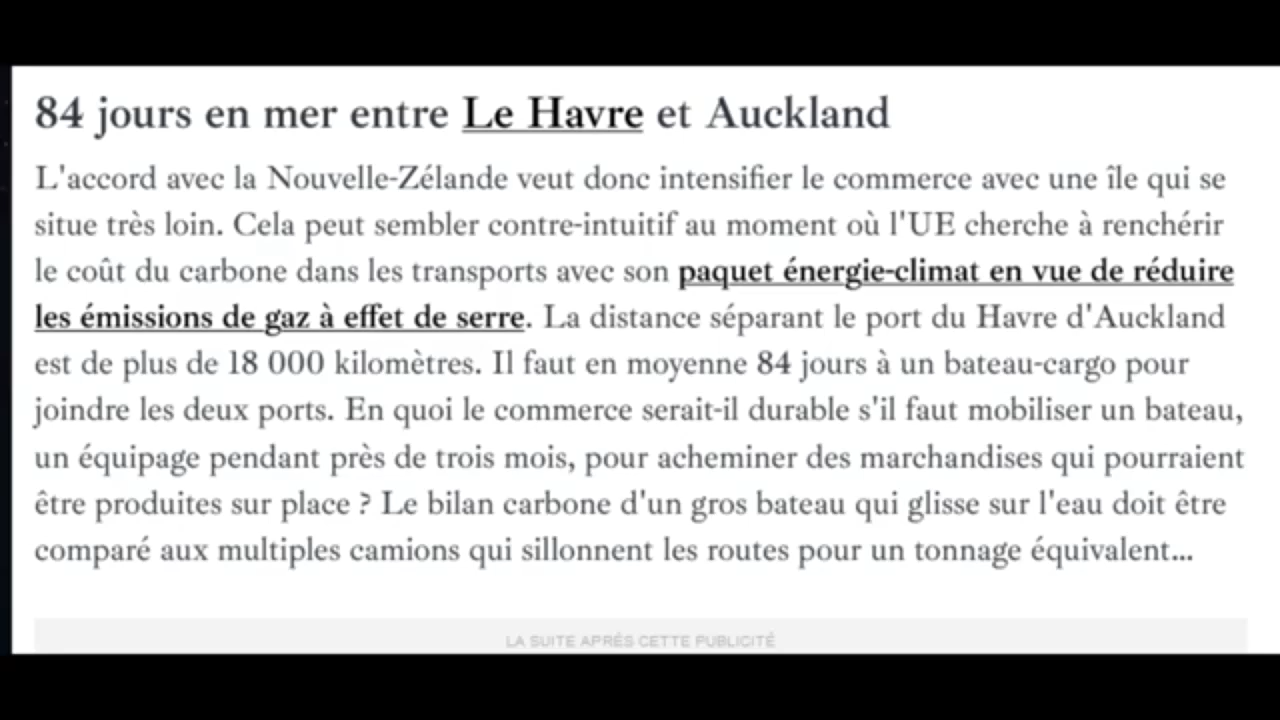 84 jours en mer entre Le Havre et Auckland
L'accord avec la Nouvelle-Zélande veut donc intensifier le commerce avec une île qui se
situe très loin. Cela peut sembler contre-intuitif au moment où l'UE cherche à renchérir
le coût du carbone dans les transports avec son paquet énergie-climat en vue de réduire
les émissions de gaz à effet de serre. La distance séparant le port du Havre d'Auckland
est de plus de 18 000 kilomètres. Il faut en moyenne 84 jours à un bateau-cargo pour
joindre les deux ports. En quoi le commerce serait-il durable s'il faut mobiliser un bateau,
un équipage pendant près de trois mois, pour acheminer des marchandises qui pourraient
être produites sur place ? Le bilan carbone d'un gros bateau qui glisse sur l'eau doit être
comparé aux multiples camions qui sillonnent les routes pour un tonnage équivalent...
LA SUITE APRÈS CETTE PUBLICITÉ